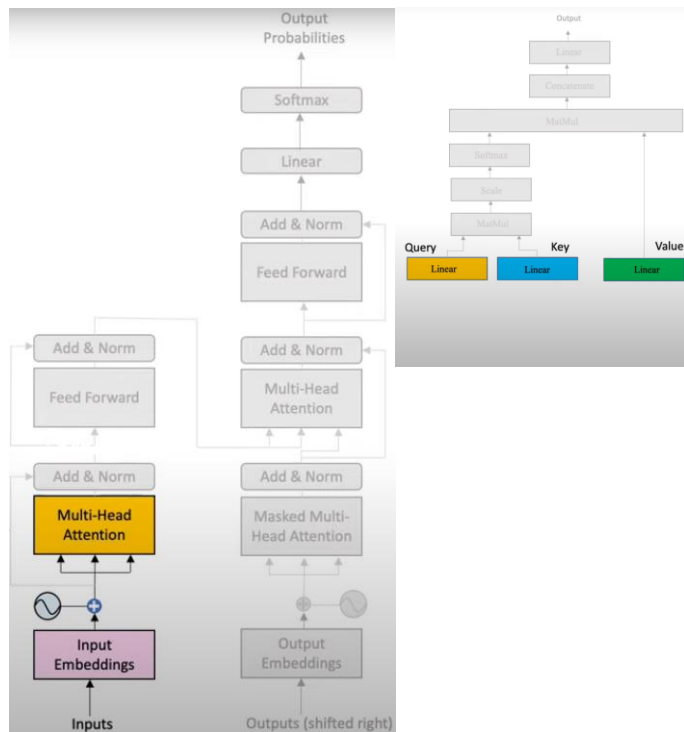 Output
Probabilities
Softmax
Linear
Add & Norm
Feed Forward
Add & Norm
Multi-Head
Attention
Add & Norm
Masked Multi-
Head Attention
Output
Embeddings
Outputs (shifted right)
Add & Norm
Feed Forward
Add & Norm
Multi-Head
Attention
Input
Embeddings
Inputs
Output
Linear
Concatenate
MatMul
Softmax
Scale
MatMul
Query
Key
Value
Linear
Linear
Linear